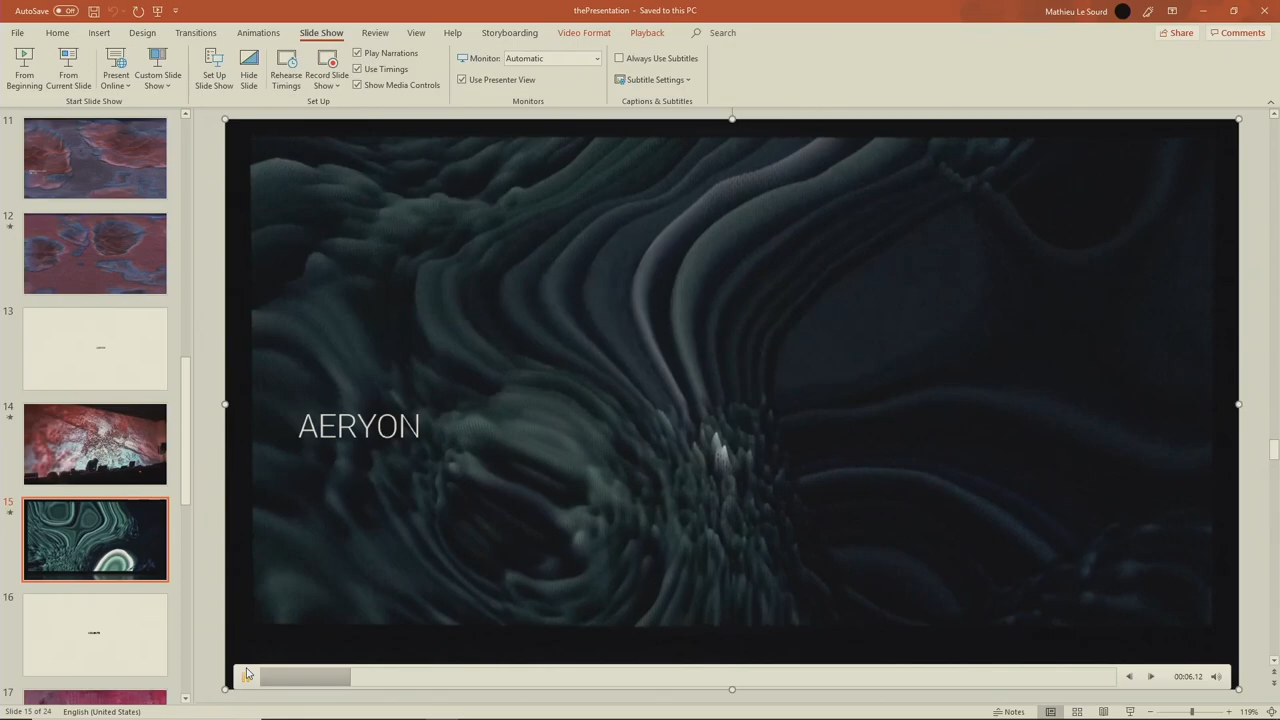 AutoSave
Off
thePresentation - Saved to this PC
Mathieu Le Sourd
File
Home
Insert
Design
Transitions
Animations
Slide Show
Review
View
Help
Storyboarding
Video Format
Playback
Search
Share
Comments
From Beginning
From Current Slide
Present Online
Custom Slide Show
Start Slide Show
Set Up Slide Show
Hide Slide
Rehearse Timings
Record Slide Show
Play Narrations
Use Timings
Show Media Controls
Set Up
Monitor: Automatic
Use Presenter View
Monitors
Always Use Subtitles
Subtitle Settings
Captions & Subtitles
11
12
13
14
15
16
17
AERYON
00:06.12
Slide 15 of 24
English (United States)
Notes
119%